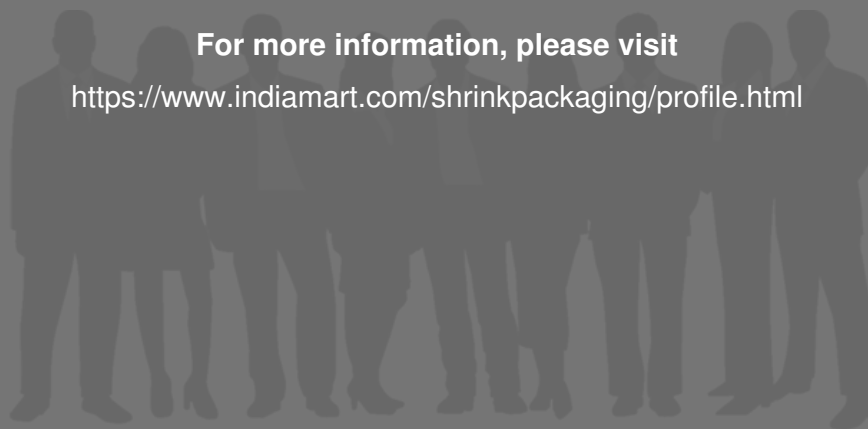 For more information, please visit
https://www.indiamart.com/shrinkpackaging/profile.html